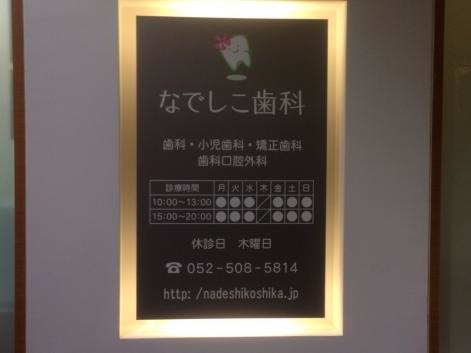 なでしこ歯科
歯科・小児歯科・矯正歯科
歯科口腔外科
診療時間 月 火 水 木 金 土 日
10:00~13:00 ● ● ● ／ ● ● ●
15:00~20:00 ● ● ● ／ ● ● ●
休診日 木曜日
☎ 052-508-5814
http:/nadeshikoshika.jp